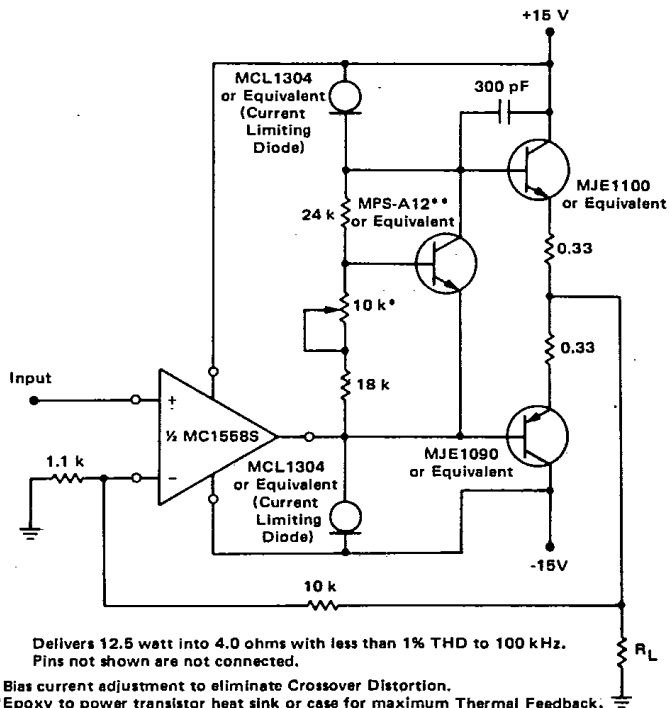 +15 V
MCL1304
or Equivalent
(Current
Limiting
Diode)
300 pF
MJE1100
or Equivalent
24 k
MPS-A12**
or Equivalent
0.33
10 k*
0.33
Input
18 k
+
½ MC1558S
-
1.1 k
MCL1304
or Equivalent
(Current
Limiting
Diode)
MJE1090
or Equivalent
-15V
10 k
RL
Delivers 12.5 watt into 4.0 ohms with less than 1% THD to 100 kHz.
Pins not shown are not connected.
Bias current adjustment to eliminate Crossover Distortion.
*Epoxy to power transistor heat sink or case for maximum Thermal Feedback.